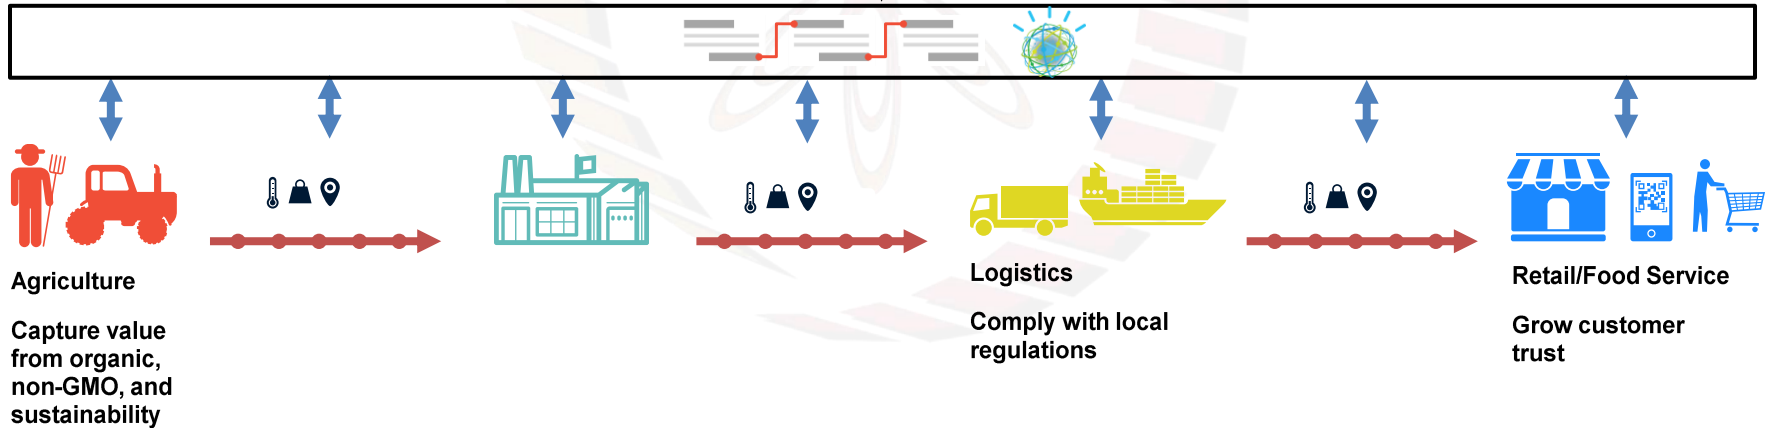 Agriculture
Capture value
from organic,
non-GMO, and
sustainability
Logistics
Comply with local
regulations
Retail/Food Service
Grow customer
trust